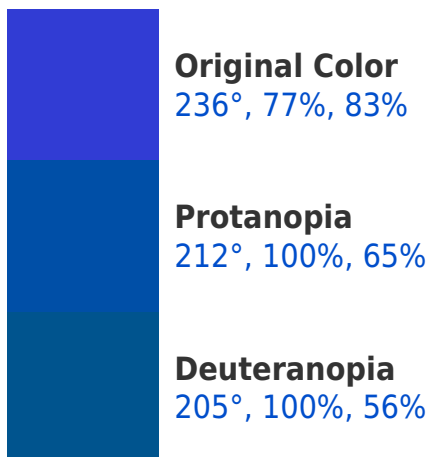 Original Color
236°, 77%, 83%
Protanopia
212°, 100%, 65%
Deuteranopia
205°, 100%, 56%